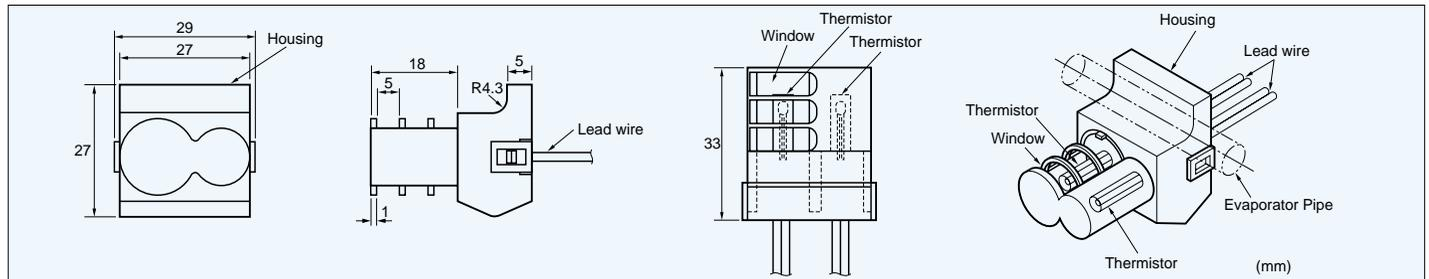 29
27
Housing
27
18
5
5
R4.3
Lead wire
1
Thermistor
Window
Thermistor
33
Housing
Lead wire
Thermistor
Window
Evaporator Pipe
Thermistor
(mm)